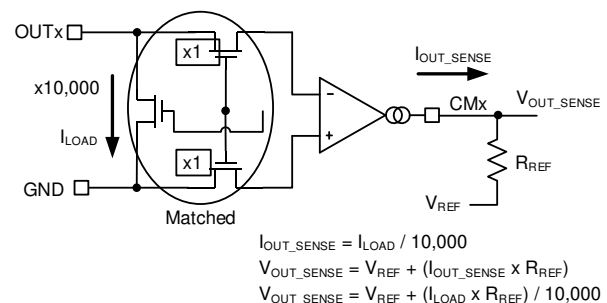 OUTx
x1
I_OUT_SENSE
x10,000
−
CMx
V_OUT_SENSE
I_LOAD
+
R_REF
x1
GND
V_REF
Matched
I_OUT_SENSE = I_LOAD / 10,000
V_OUT_SENSE = V_REF + (I_OUT_SENSE x R_REF)
V_OUT_SENSE = V_REF + (I_LOAD x R_REF) / 10,000